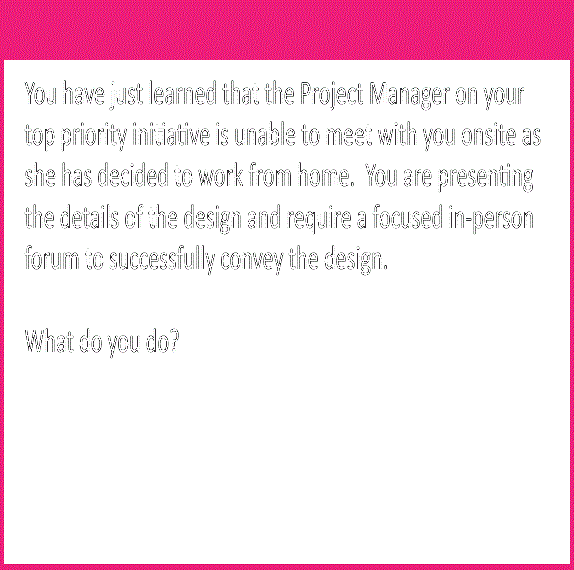 You have just learned that the Project Manager on your
top priority initiative is unable to meet with you onsite as
she has decided to work from home.  You are presenting
the details of the design and require a focused in-person
forum to successfully convey the design.
What do you do?